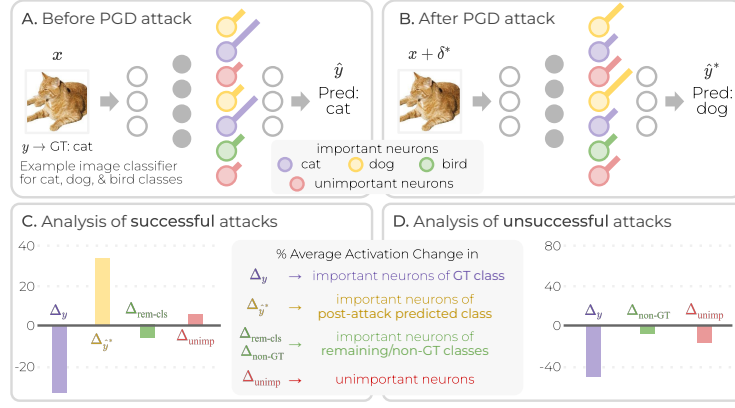 A. Before PGD attack
x
y → GT: cat
Example image classifier
for cat, dog, & bird classes
ŷ
Pred:
cat
B. After PGD attack
x + δ*
ŷ*
Pred:
dog
important neurons
cat dog bird
unimportant neurons
C. Analysis of successful attacks
40
20
0
-20
Δy
Δŷ*
Δrem-cls
Δunimp
% Average Activation Change in
Δy → important neurons of GT class
Δŷ* → important neurons of
post-attack predicted class
Δrem-cls
Δnon-GT → important neurons of
remaining/non-GT classes
Δunimp → unimportant neurons
D. Analysis of unsuccessful attacks
80
40
0
-40
Δy
Δnon-GT
Δunimp